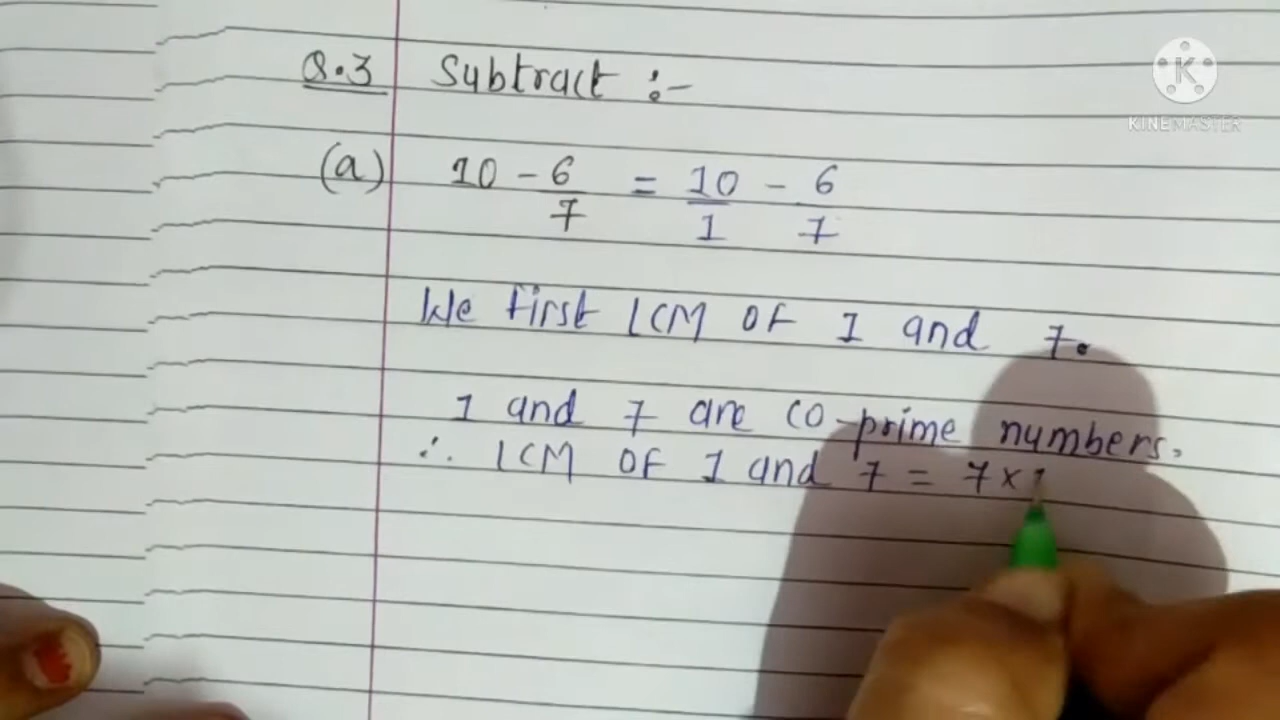 Q.3 Subtract :-
(a) 10 - 6/7 = 10/1 - 6/7
We first LCM OF 1 and 7.
1 and 7 are co-prime numbers.
∴ LCM OF 1 and 7 = 7 × 1
KINEMASTER